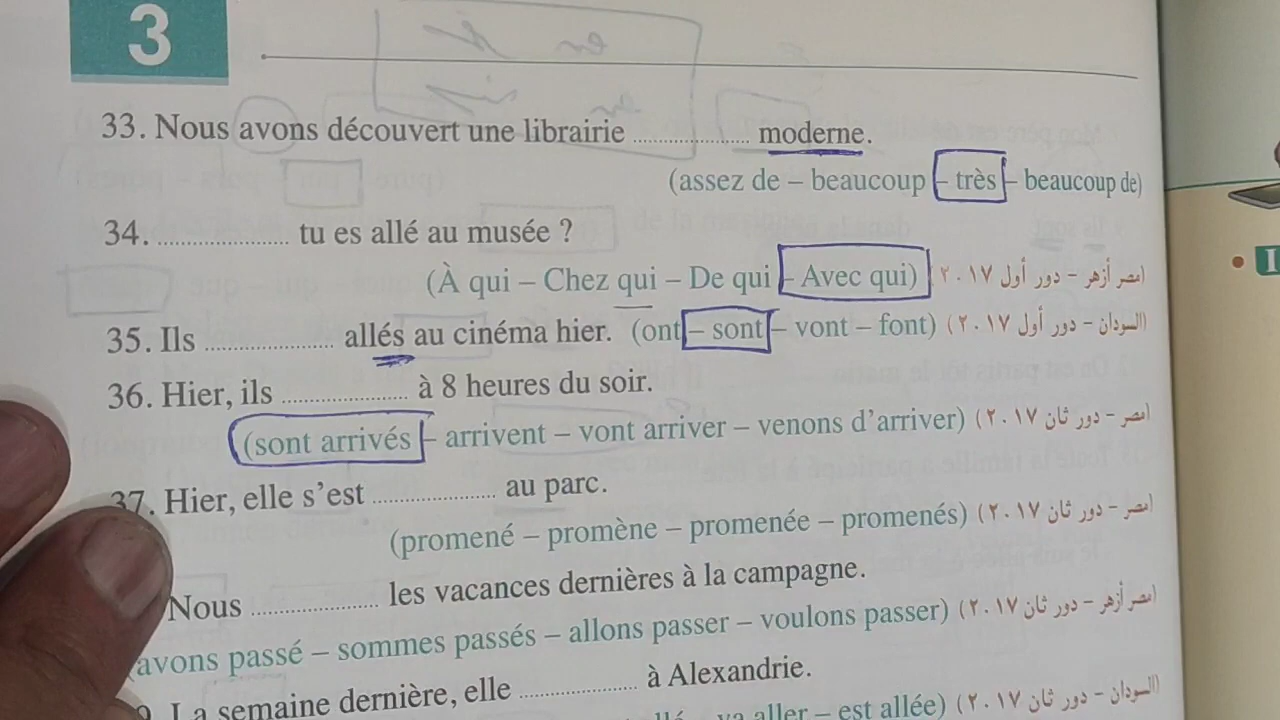 3
33. Nous avons découvert une librairie .................... moderne.
(assez de – beaucoup – très – beaucoup de)
34. ...................... tu es allé au musée ?
(À qui – Chez qui – De qui – Avec qui) (مصر أزهر – دور أول ٢٠١٧)
35. Ils ...................... allés au cinéma hier. (ont – sont – vont – font) (السودان – دور أول ٢٠١٧)
36. Hier, ils ...................... à 8 heures du soir.
(sont arrivés – arrivent – vont arriver – venons d'arriver) (مصر – دور ثان ٢٠١٧)
37. Hier, elle s'est ..................... au parc.
(promené – promène – promenée – promenés) (مصر – دور ثان ٢٠١٧)
Nous ...................... les vacances dernières à la campagne.
(avons passé – sommes passés – allons passer – voulons passer) (مصر أزهر – دور ثان ٢٠١٧)
La semaine dernière, elle .................... à Alexandrie.
va aller – est allée) (السودان – دور ثان ٢٠١٧)